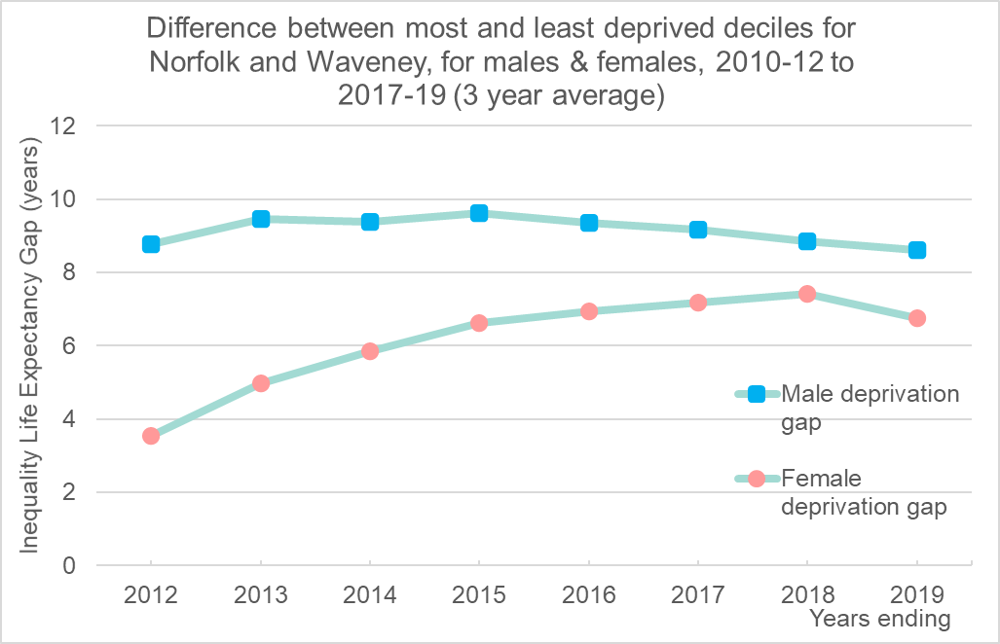 Difference between most and least deprived deciles for
Norfolk and Waveney, for males & females, 2010-12 to
2017-19 (3 year average)
Inequality Life Expectancy Gap (years)
12
10
8
6
4
2
0
Male deprivation
gap
Female
deprivation gap
2012 2013 2014 2015 2016 2017 2018 2019
Years ending